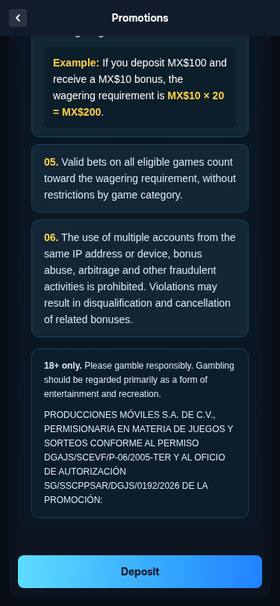 Promotions
Example: If you deposit MX$100 and
receive a MX$10 bonus, the
wagering requirement is MX$10 × 20
= MX$200.
05. Valid bets on all eligible games count
toward the wagering requirement, without
restrictions by game category.
06. The use of multiple accounts from the
same IP address or device, bonus
abuse, arbitrage and other fraudulent
activities is prohibited. Violations may
result in disqualification and cancellation
of related bonuses.
18+ only. Please gamble responsibly. Gambling
should be regarded primarily as a form of
entertainment and recreation.
PRODUCCIONES MÓVILES S.A. DE C.V.,
PERMISIONARIA EN MATERIA DE JUEGOS Y
SORTEOS CONFORME AL PERMISO
DGAJS/SCEVF/P-06/2005-TER Y AL OFICIO
DE AUTORIZACIÓN
SG/SSCPPSAR/DGJS/0192/2026 DE LA
PROMOCIÓN:
Deposit